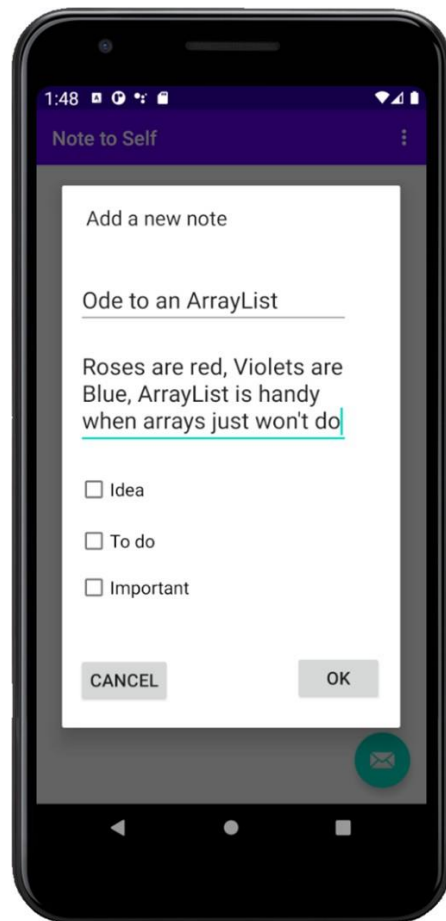 1:48
Note to Self
Add a new note
Ode to an ArrayList
Roses are red, Violets are
Blue, ArrayList is handy
when arrays just won't do
Idea
To do
Important
CANCEL
OK